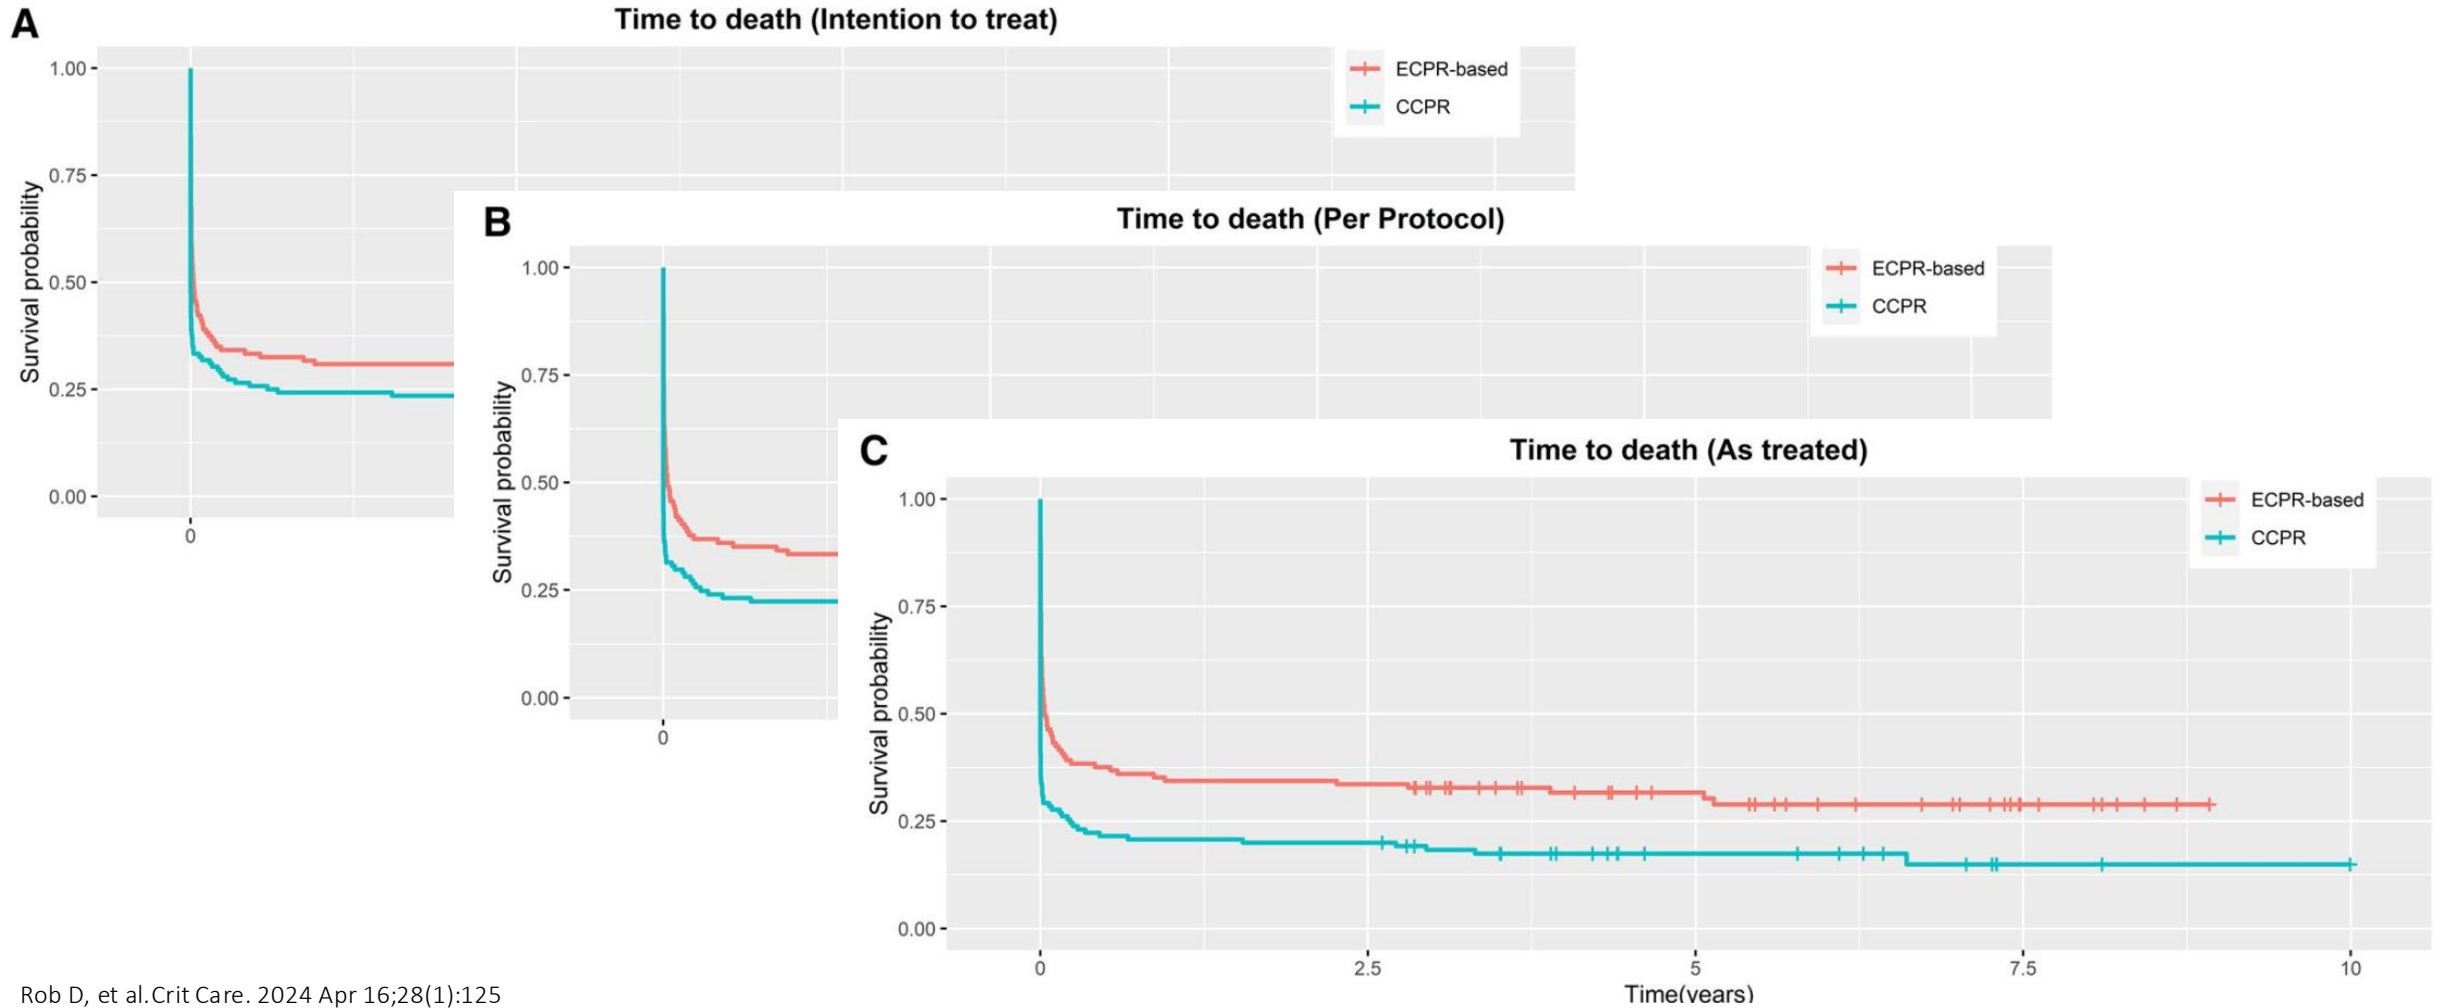 A
Time to death (Intention to treat)
ECPR-based
CCPR
1.00
0.75
0.50
0.25
0.00
Survival probability
0
B
Time to death (Per Protocol)
ECPR-based
CCPR
1.00
0.75
0.50
0.25
0.00
Survival probability
0
C
Time to death (As treated)
ECPR-based
CCPR
1.00
0.75
0.50
0.25
0.00
Survival probability
0 2.5 5 7.5 10
Time(years)
Rob D, et al.Crit Care. 2024 Apr 16;28(1):125